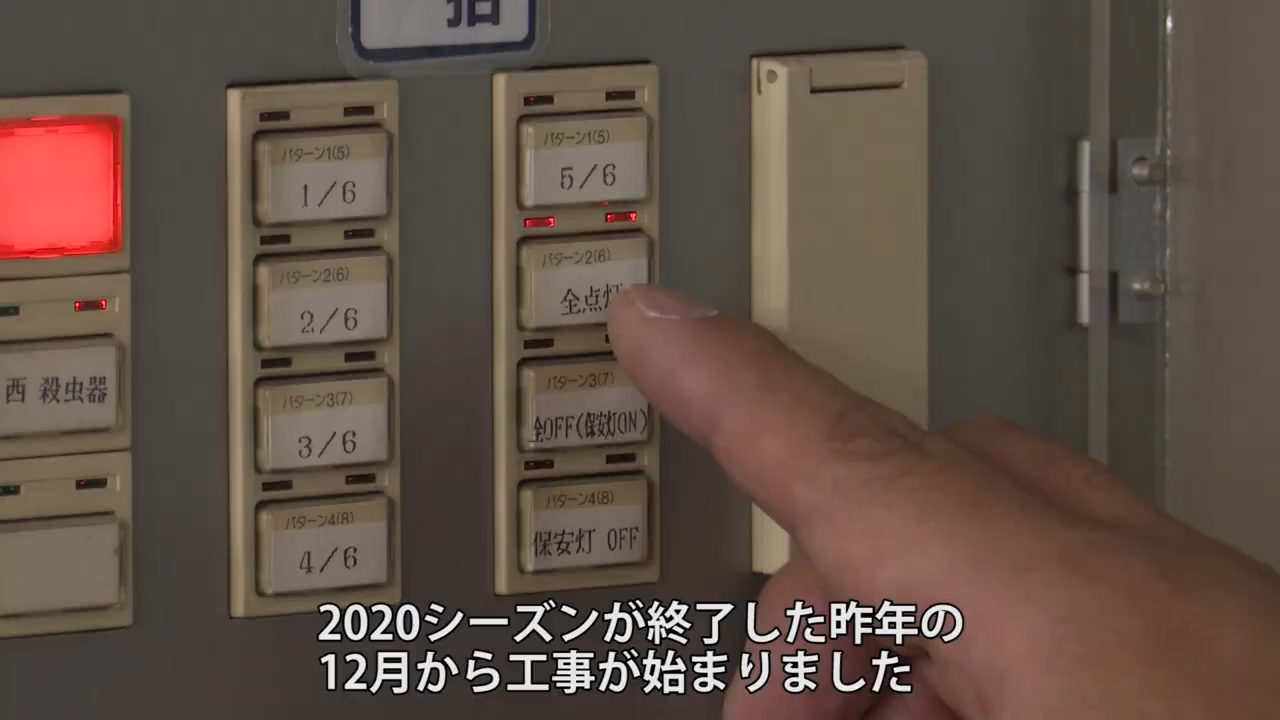 パターン1(5)
1/6
パターン2(6)
2/6
パターン3(7)
3/6
パターン4(8)
4/6
パターン1(5)
5/6
パターン2(6)
全点灯
パターン3(7)
全OFF(保安灯ON)
パターン4(8)
保安灯 OFF
西 殺虫器
2020シーズンが終了した昨年の
12月から工事が始まりました